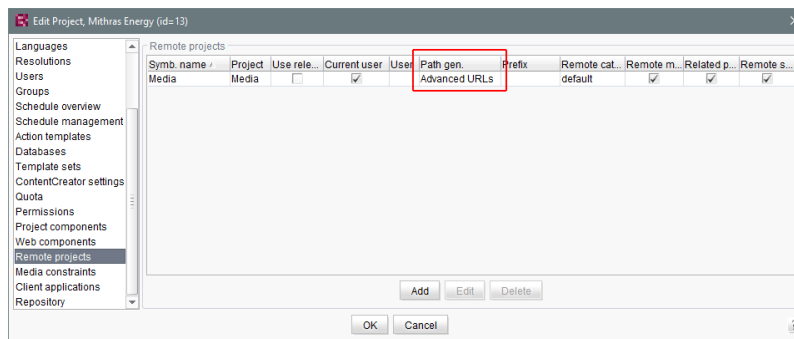 Edit Project, Mithras Energy (id=13)
Languages
Resolutions
Users
Groups
Schedule overview
Schedule management
Action templates
Databases
Template sets
ContentCreator settings
Quota
Permissions
Project components
Web components
Remote projects
Media constraints
Client applications
Repository
Remote projects
Symb. name Project Use rele... Current user User Path gen. Prefix Remote cat... Remote m... Related p... Remote s...
Media Media Advanced URLs default
Add Edit Delete
OK Cancel